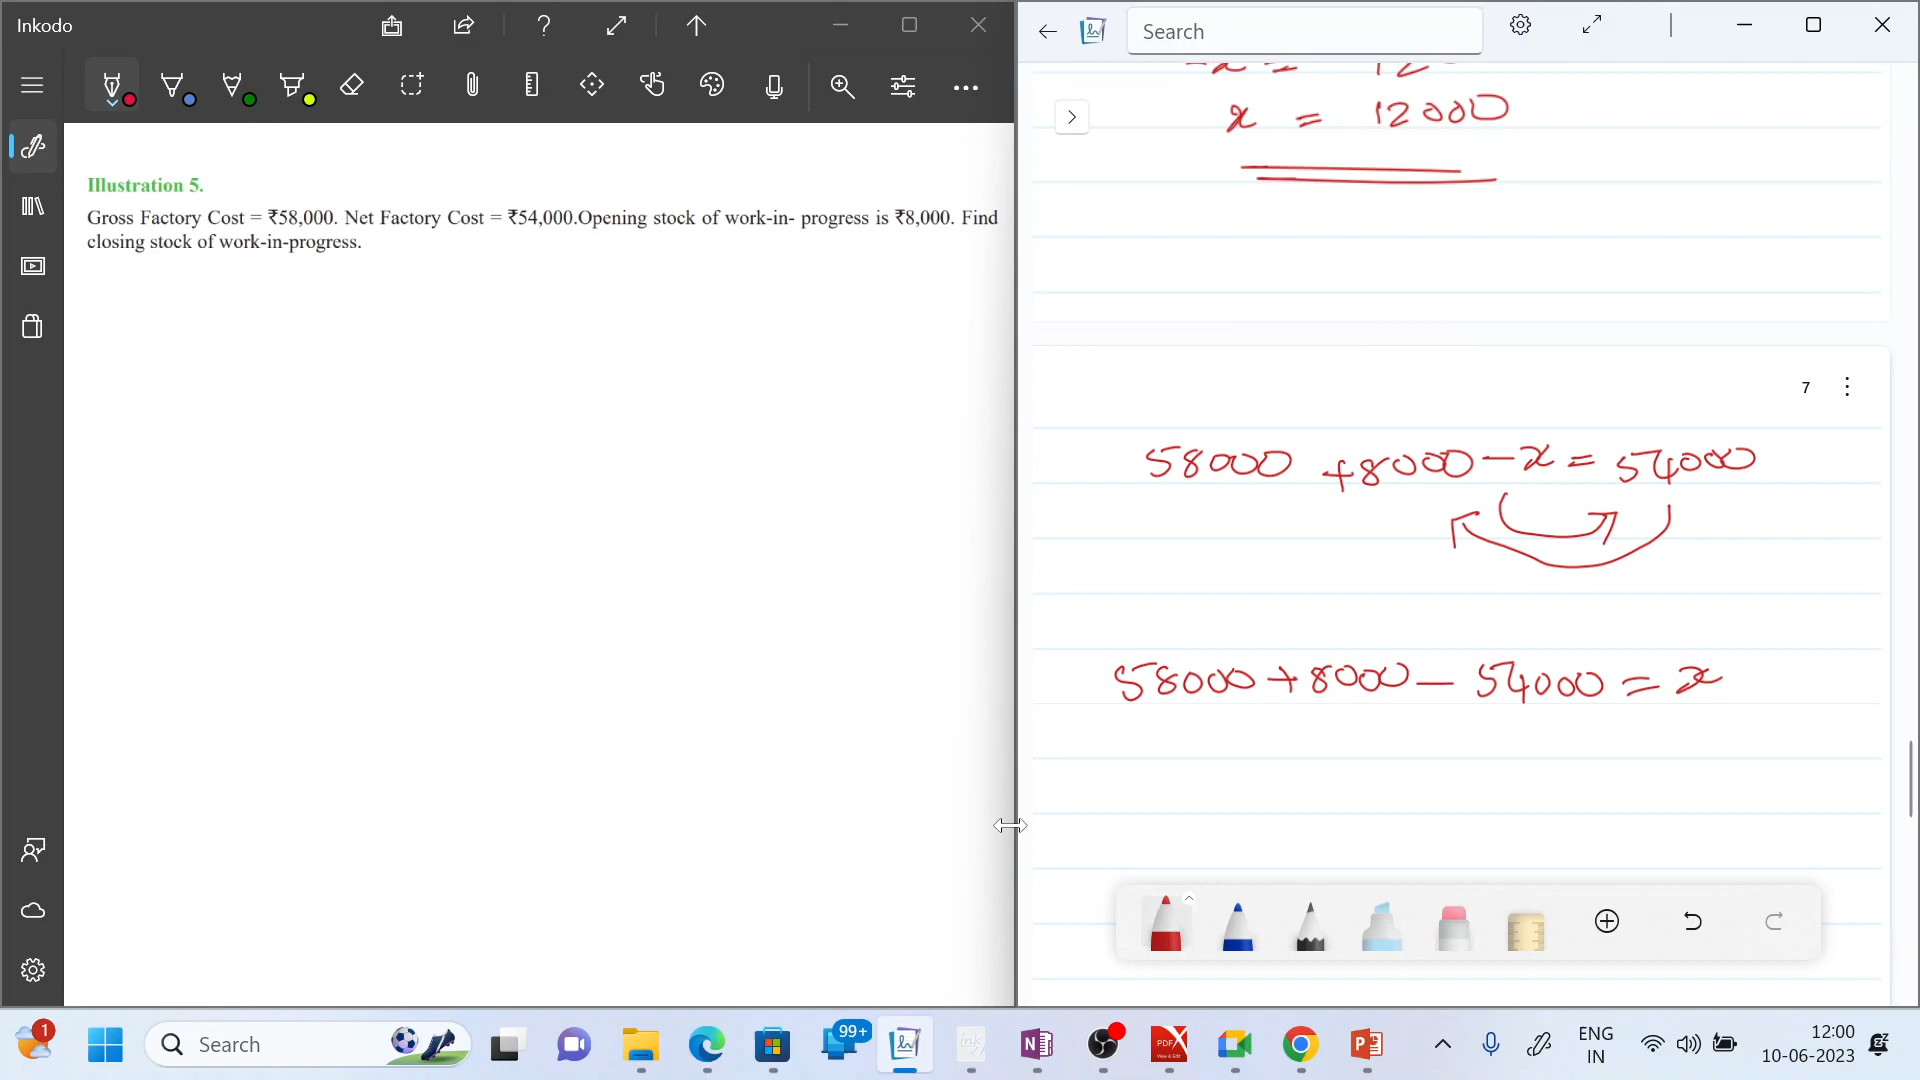 Inkodo
Search
Illustration 5.
Gross Factory Cost = ₹58,000. Net Factory Cost = ₹54,000.Opening stock of work-in- progress is ₹8,000. Find
closing stock of work-in-progress.
x = 12000
7
58000 +8000 - x = 54000
58000 + 8000 - 54000 = x
1
Search
99+
ENG
IN
12:00
10-06-2023